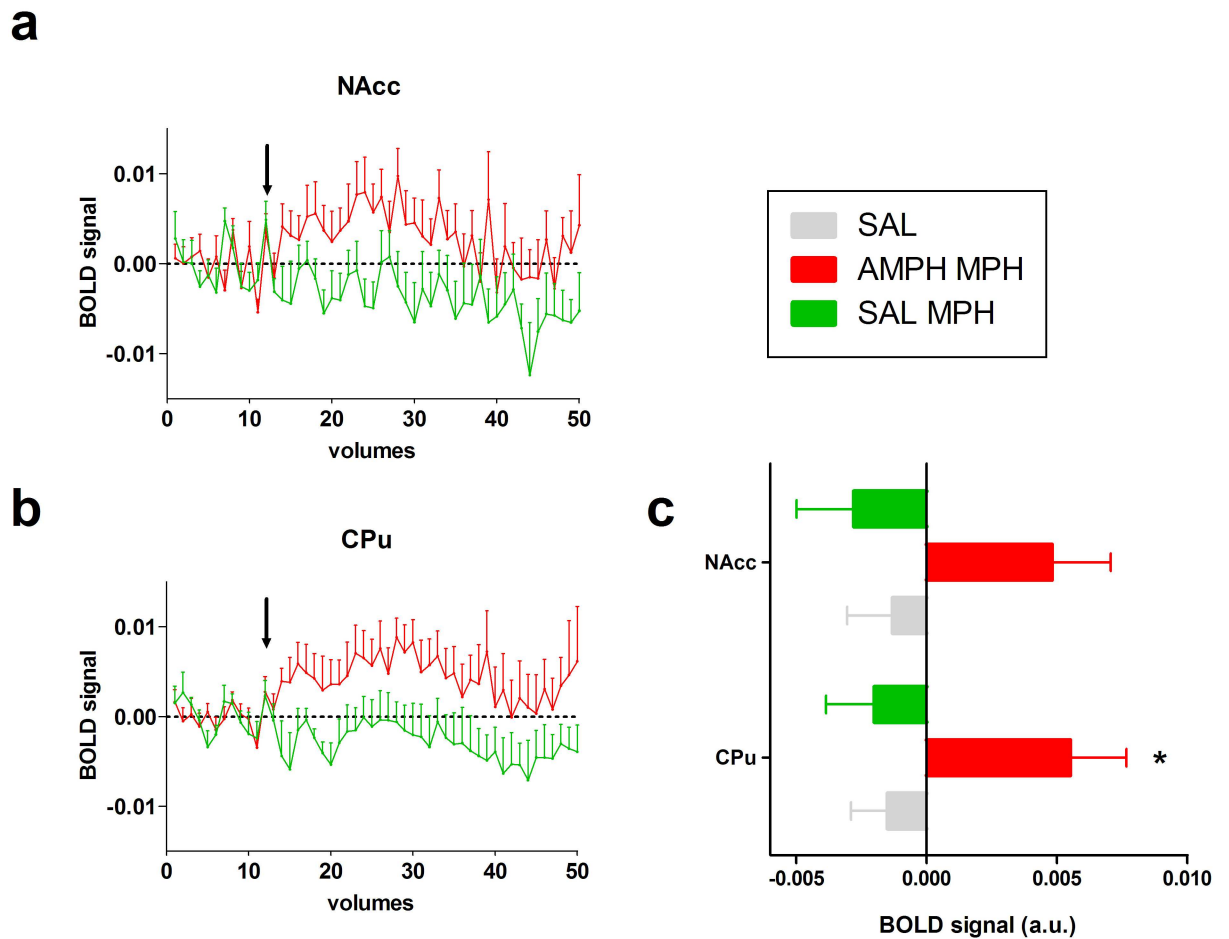 a
NAcc
BOLD signal
0.01
0.00
-0.01
0
10
20
30
40
50
volumes
SAL
AMPH MPH
SAL MPH
b
CPu
BOLD signal
0.01
0.00
-0.01
0
10
20
30
40
50
volumes
c
NAcc
CPu
*
-0.005
0.000
0.005
0.010
BOLD signal (a.u.)